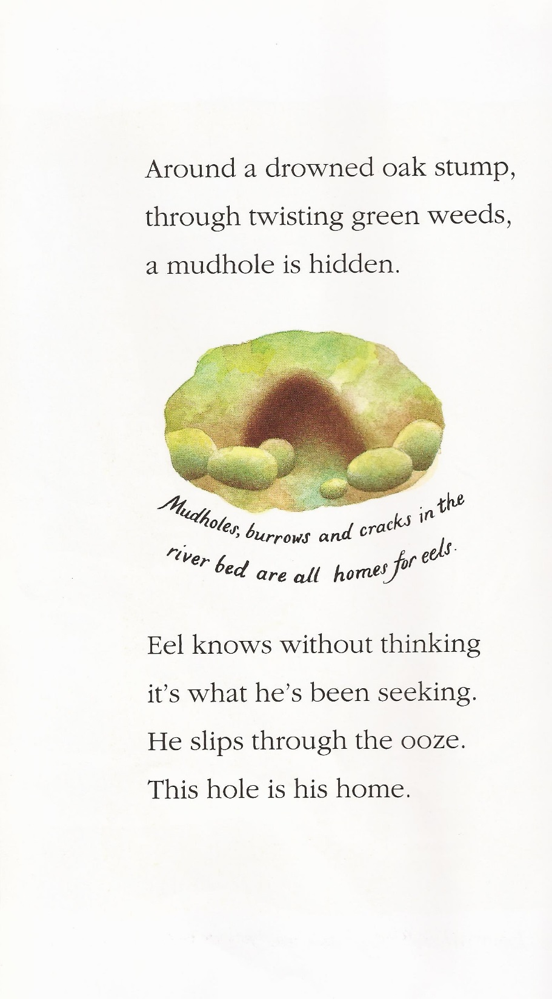 Around a drowned oak stump,
through twisting green weeds,
a mudhole is hidden.
Mudholes, burrows and cracks in the
river bed are all homes for eels.
Eel knows without thinking
it's what he's been seeking.
He slips through the ooze.
This hole is his home.